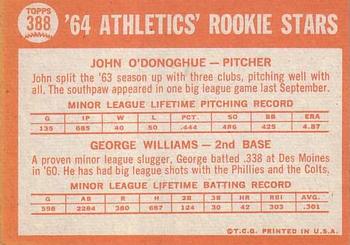 TOPPS
388
'64 ATHLETICS' ROOKIE STARS
JOHN O'DONOGHUE — PITCHER
John split the '63 season up with three clubs, pitching well with
all. The southpaw appeared in one big league game last September.
MINOR LEAGUE LIFETIME PITCHING RECORD
G IP W L PCT. SO BB ERA
135 685 40 50 .444 486 425 4.87
GEORGE WILLIAMS — 2nd BASE
A proven minor league slugger, George batted .338 at Des Moines
in '60. He has had big league shots with the Phillies and the Colts.
MINOR LEAGUE LIFETIME BATTING RECORD
G AB R H 2B 3B HR RBI AVG.
598 2284 380 687 124 30 42 303 .301
©T.C.G. PRINTED IN U.S.A.